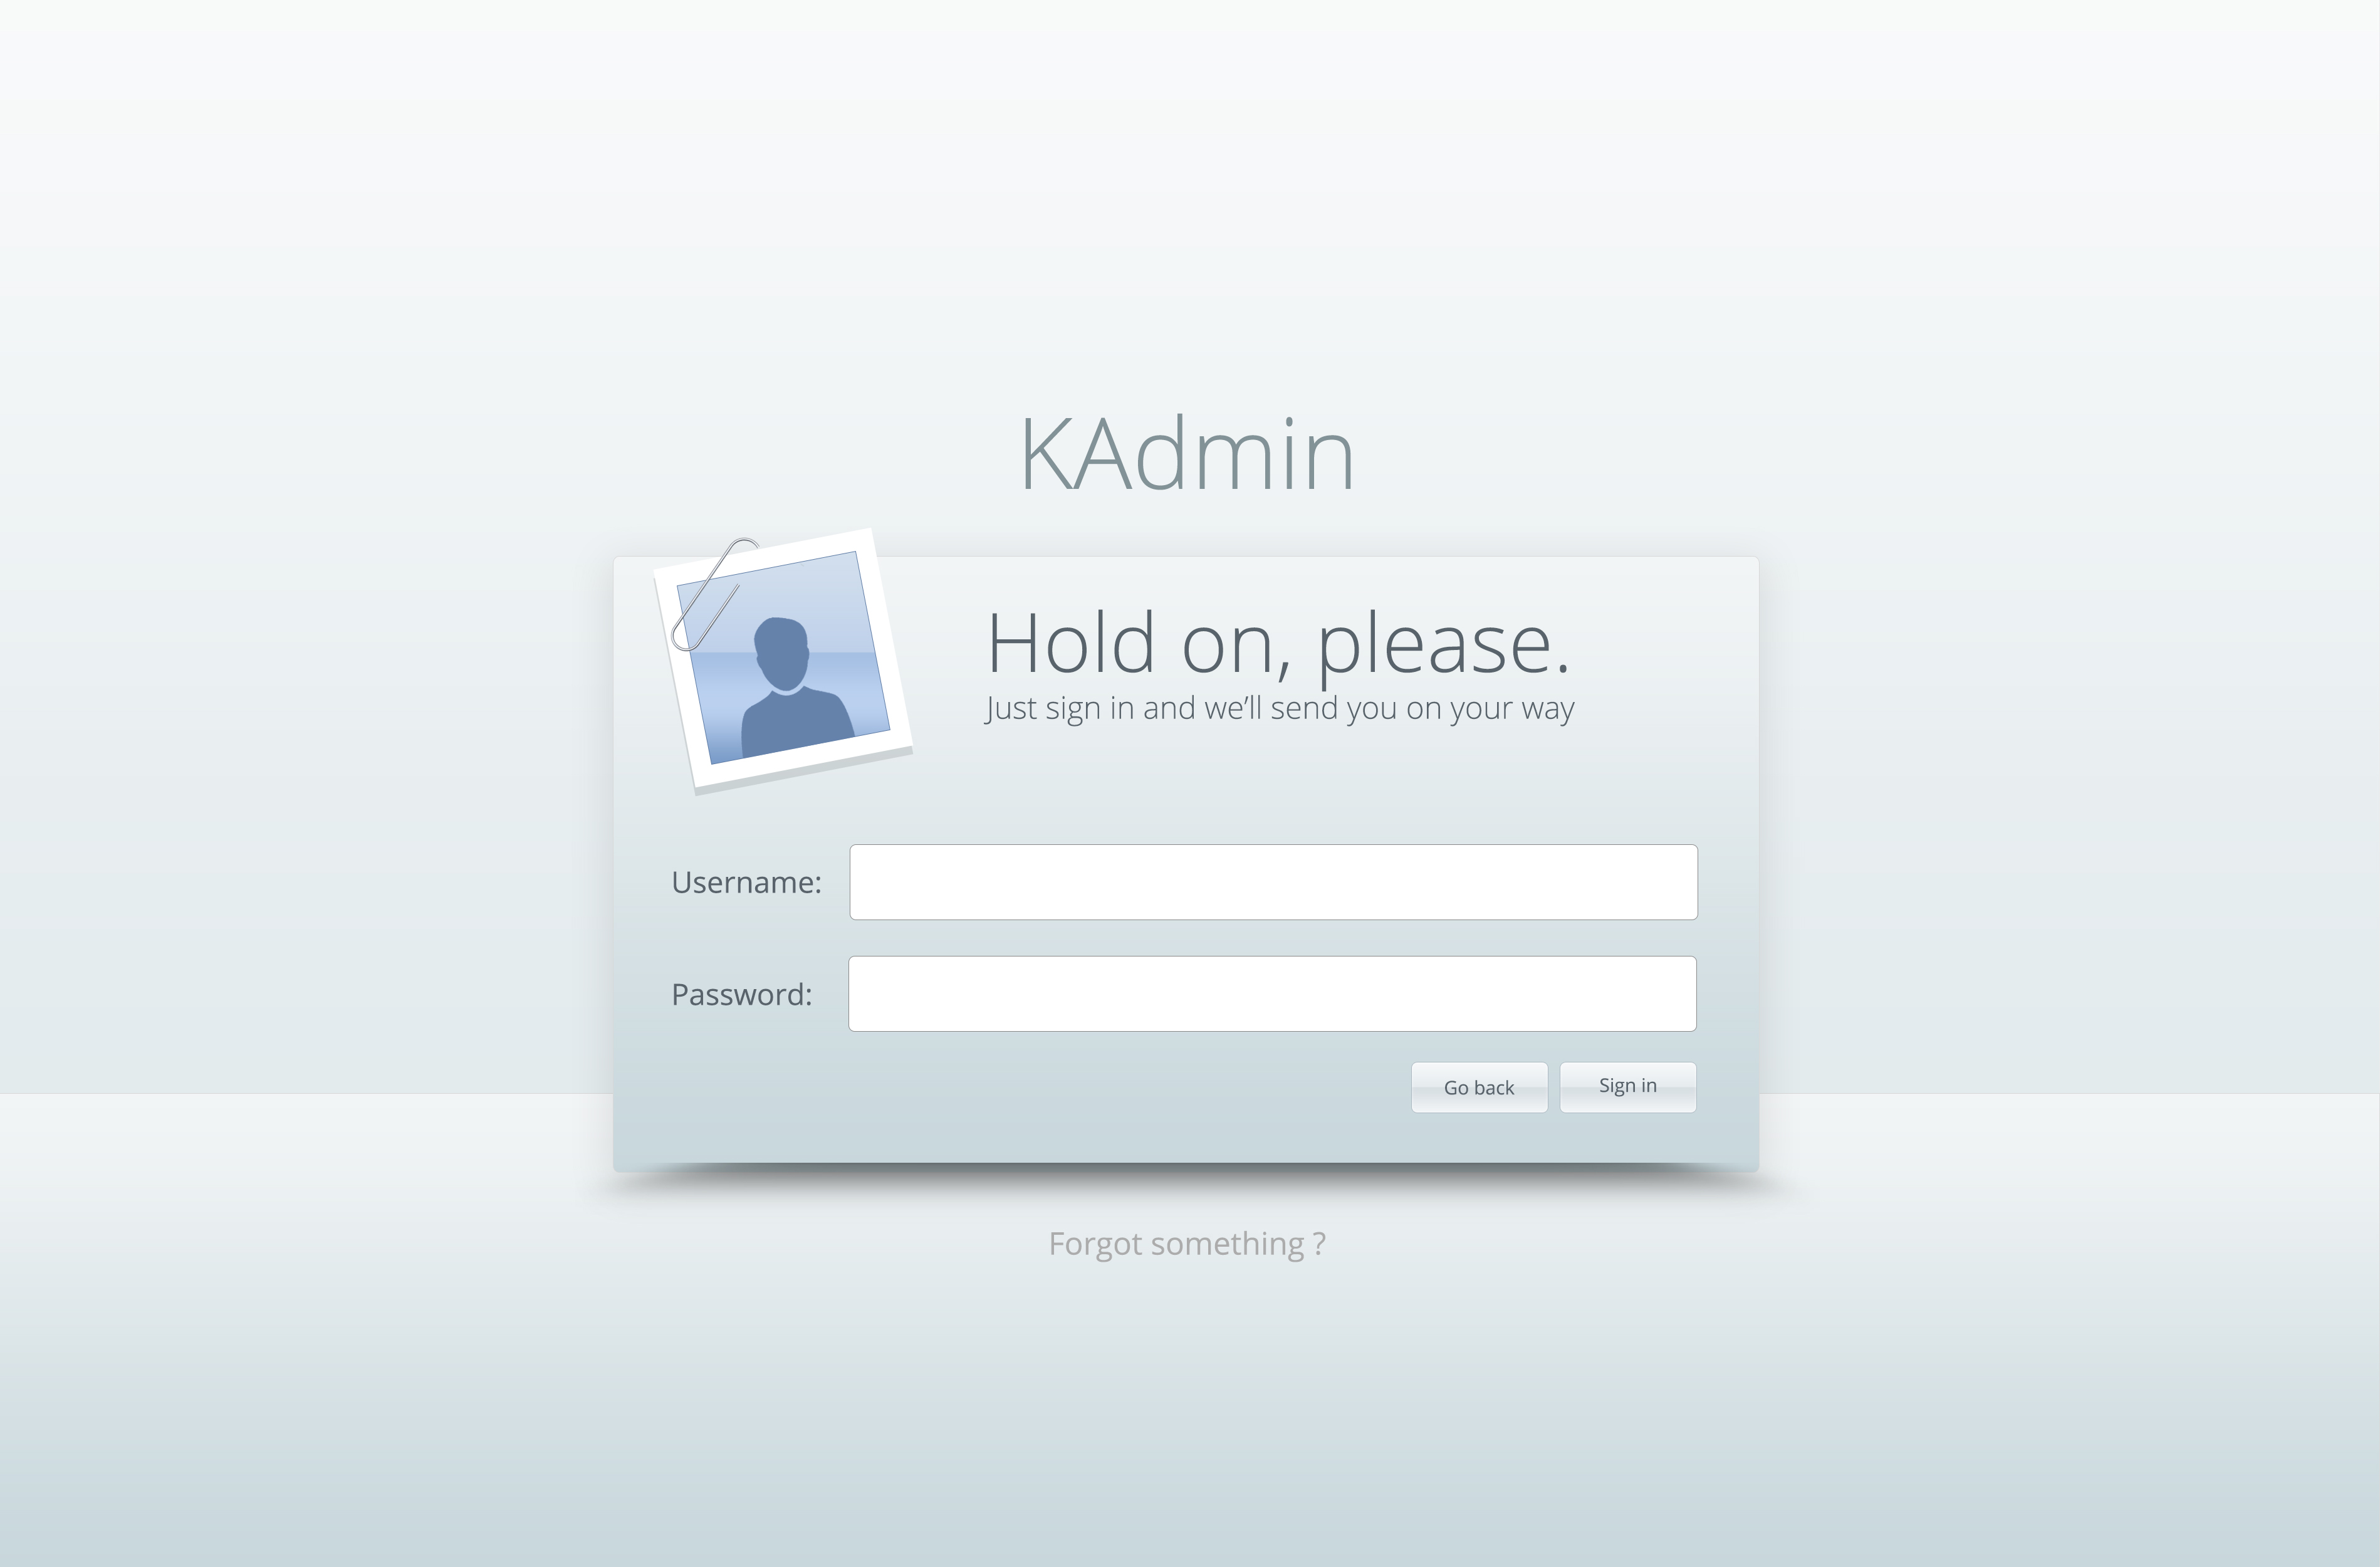 KAdmin
Hold on, please.
Just sign in and we'll send you on your way
Username:
Password:
Go back
Sign in
Forgot something ?